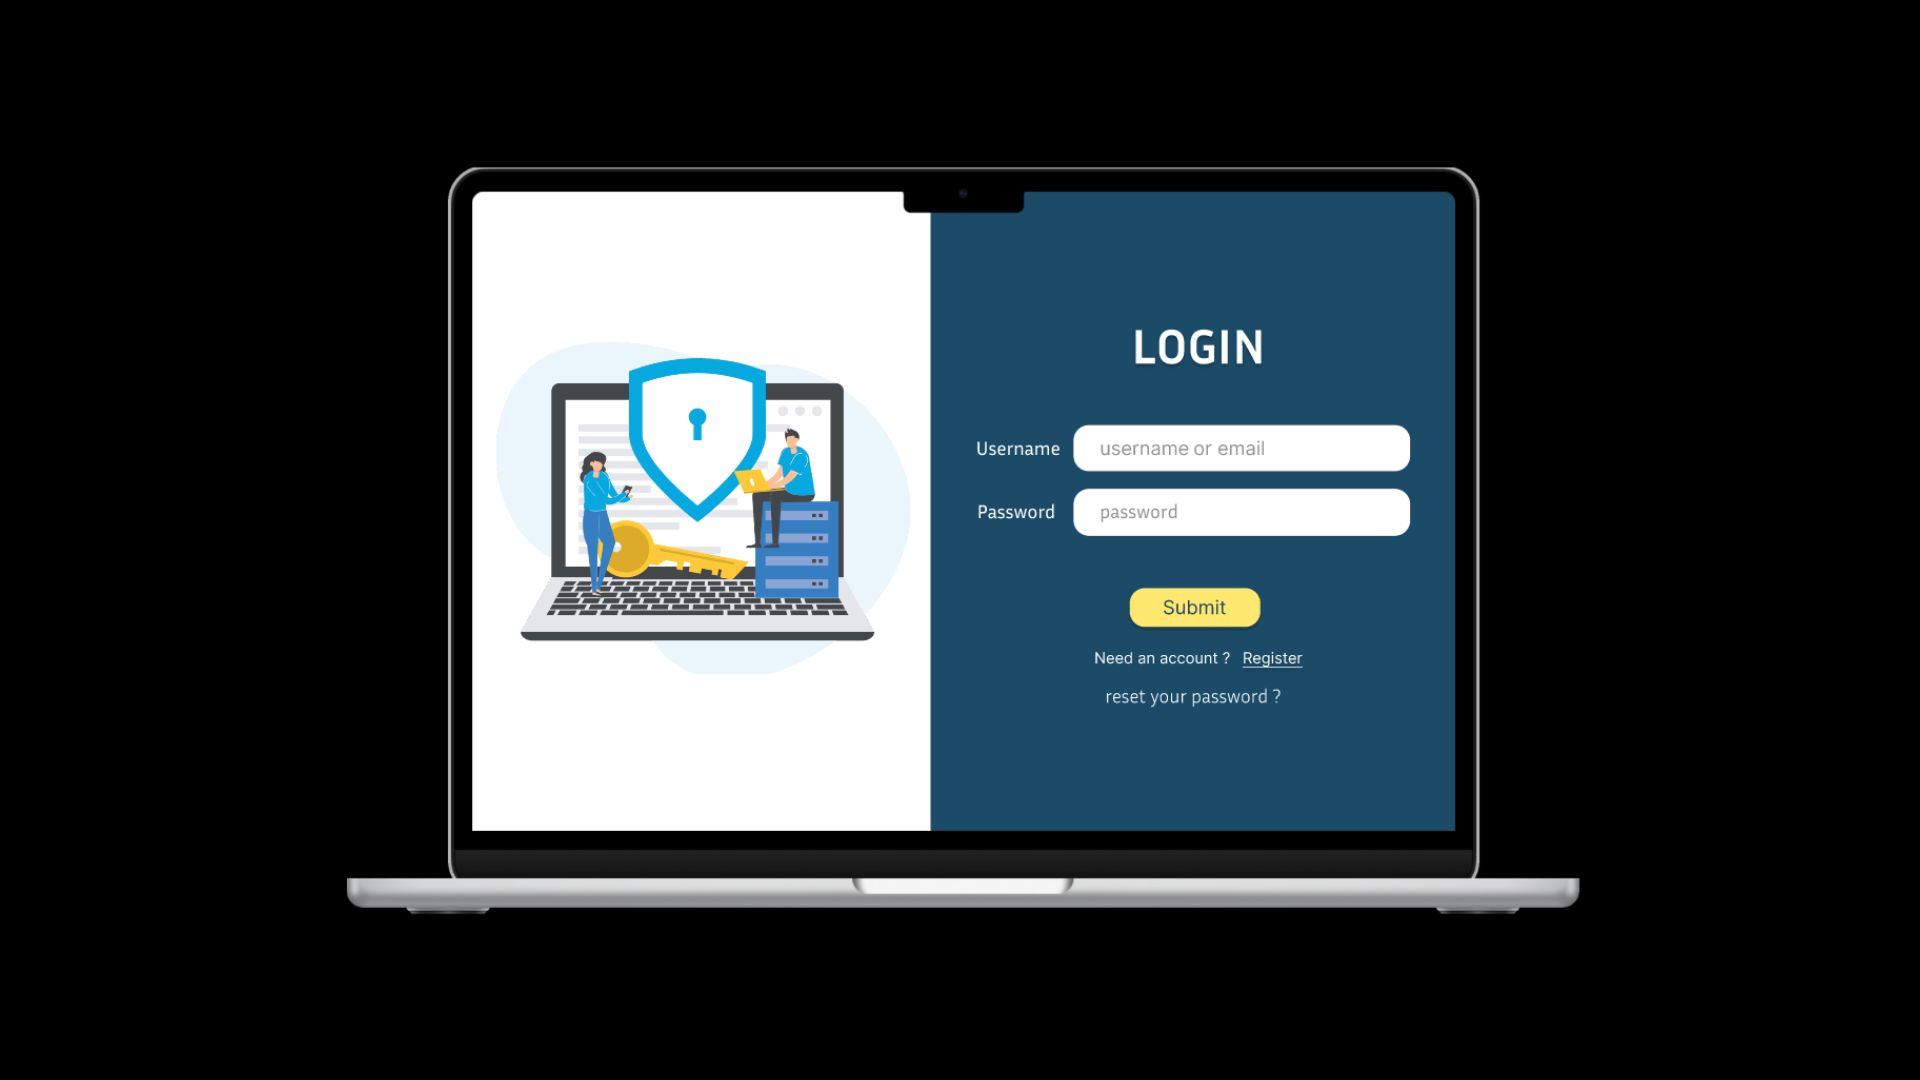 LOGIN
Username
username or email
Password
password
Submit
Need an account ? Register
reset your password ?